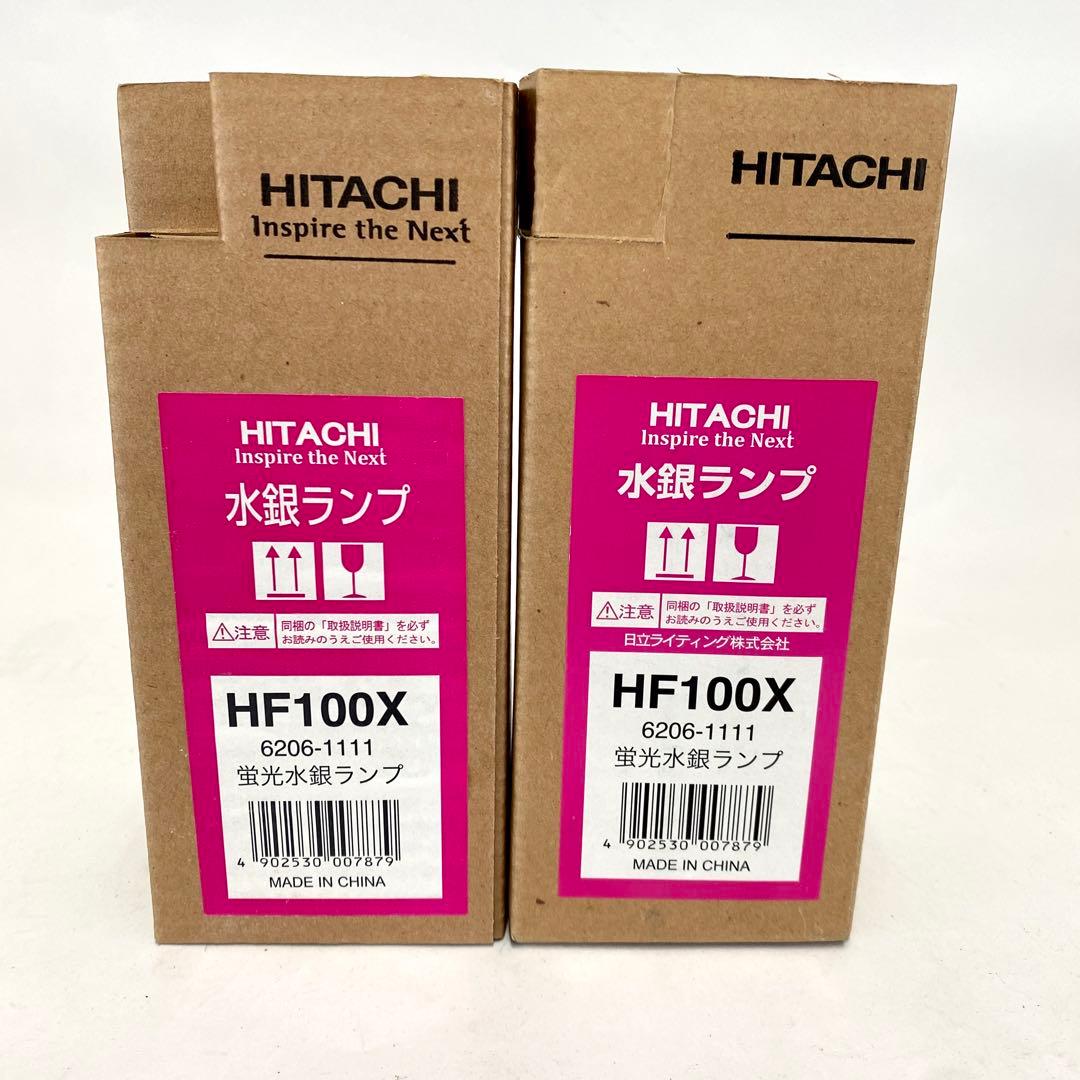 HITACHI
Inspire the Next
HITACHI
Inspire the Next
水銀ランプ
注意
同梱の「取扱説明書」を必ず
お読みのうえご使用ください。
HF100X
6206-1111
蛍光水銀ランプ
4 902530 007879
MADE IN CHINA
HITACHI
HITACHI
Inspire the Next
水銀ランプ
注意
同梱の「取扱説明書」を必ず
お読みのうえご使用ください。
日立ライティング株式会社
HF100X
6206-1111
蛍光水銀ランプ
4 902530 007879
MADE IN CHINA